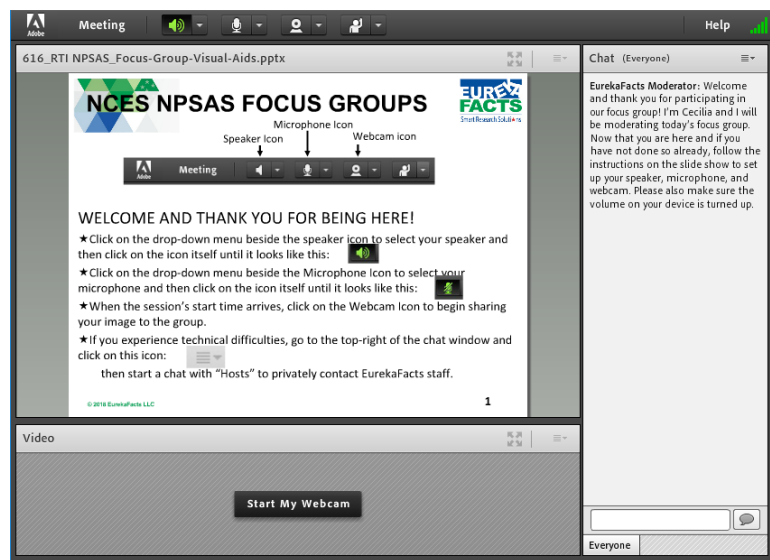 Adobe Meeting Help
616_RTI NPSAS_Focus-Group-Visual-Aids.pptx
NCES NPSAS FOCUS GROUPS
EUREKA
FACTS
Smart Research Solutions
Microphone Icon
Speaker Icon
Webcam icon
Adobe Meeting
WELCOME AND THANK YOU FOR BEING HERE!
★Click on the drop-down menu beside the speaker icon to select your speaker and
then click on the icon itself until it looks like this:
★Click on the drop-down menu beside the Microphone Icon to select your
microphone and then click on the icon itself until it looks like this:
★When the session's start time arrives, click on the Webcam Icon to begin sharing
your image to the group.
★If you experience technical difficulties, go to the top-right of the chat window and
click on this icon:
then start a chat with “Hosts” to privately contact EurekaFacts staff.
© 2018 EurekaFacts LLC
1
Video
Start My Webcam
Chat (Everyone)
EurekaFacts Moderator: Welcome
and thank you for participating in
our focus group! I'm Cecilia and I will
be moderating today's focus group.
Now that you are here and if you
have not done so already, follow the
instructions on the slide show to set
up your speaker, microphone, and
webcam. Please also make sure the
volume on your device is turned up.
Everyone